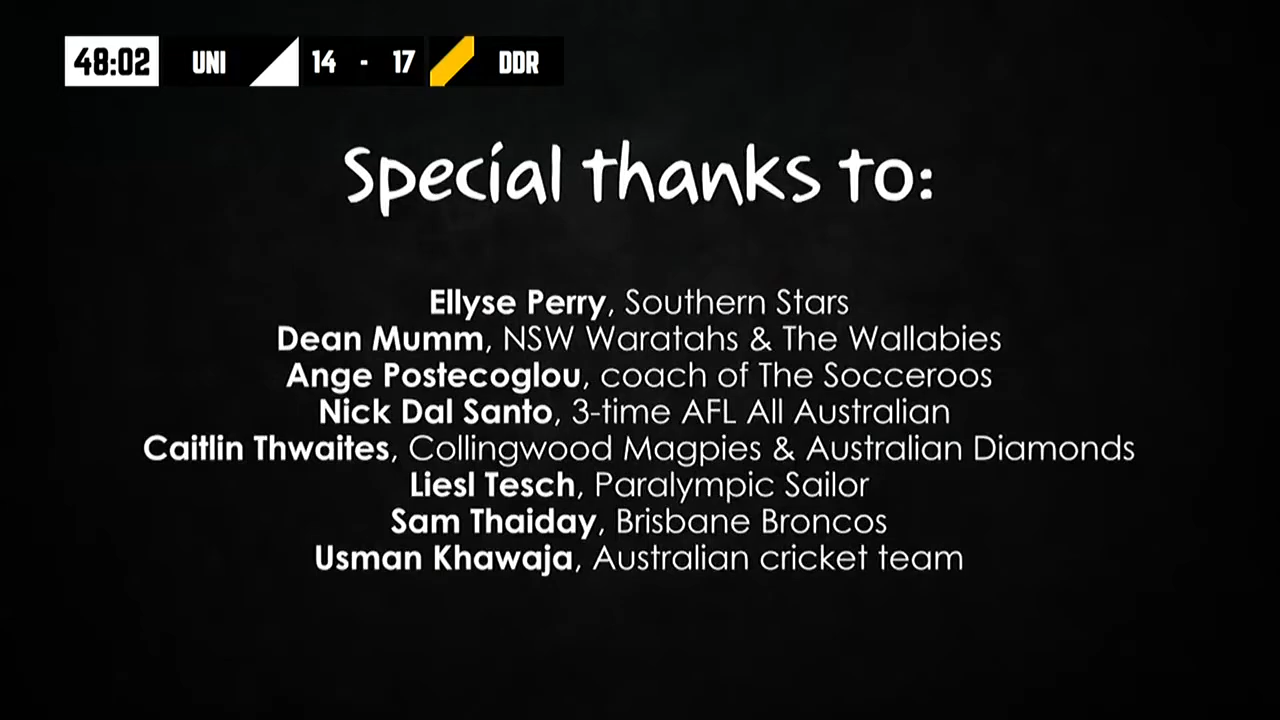 48:02 UNI 14 - 17 DDR
Special thanks to:
Ellyse Perry, Southern Stars
Dean Mumm, NSW Waratahs & The Wallabies
Ange Postecoglou, coach of The Socceroos
Nick Dal Santo, 3-time AFL All Australian
Caitlin Thwaites, Collingwood Magpies & Australian Diamonds
Liesl Tesch, Paralympic Sailor
Sam Thaiday, Brisbane Broncos
Usman Khawaja, Australian cricket team